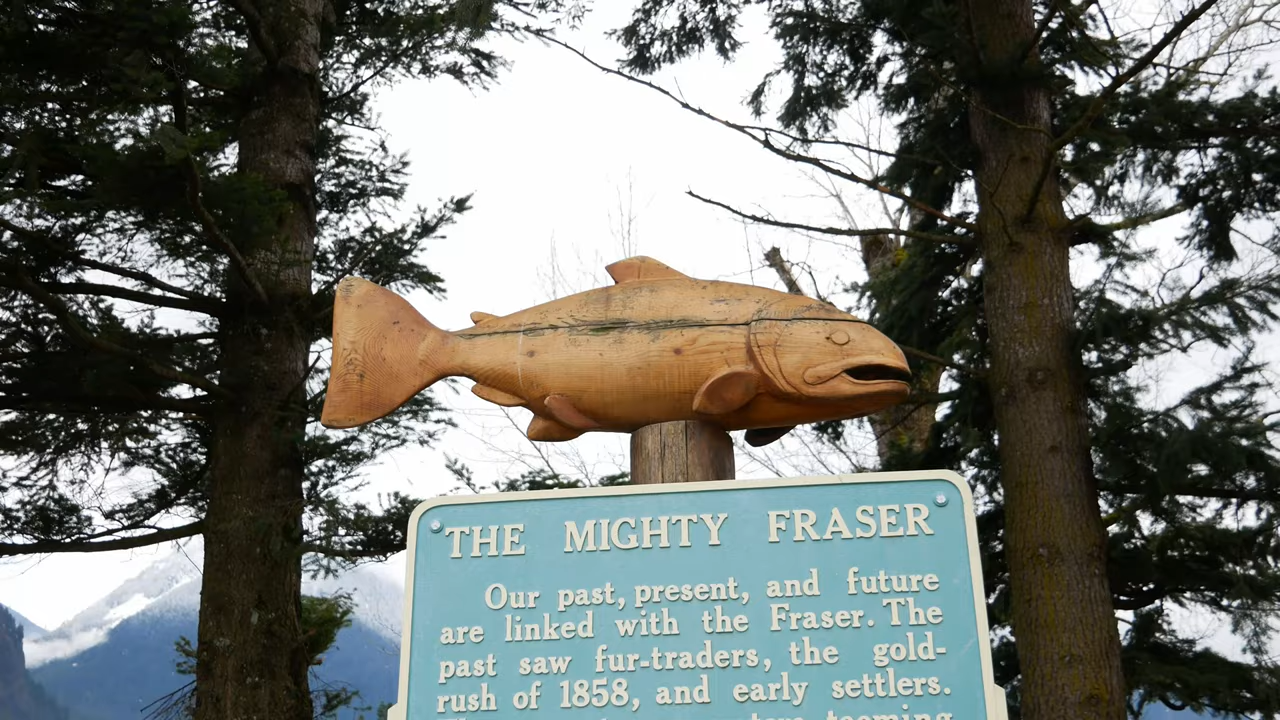 THE MIGHTY FRASER
Our past, present, and future
are linked with the Fraser. The
past saw fur-traders, the gold-
rush of 1858, and early settlers.
teeming